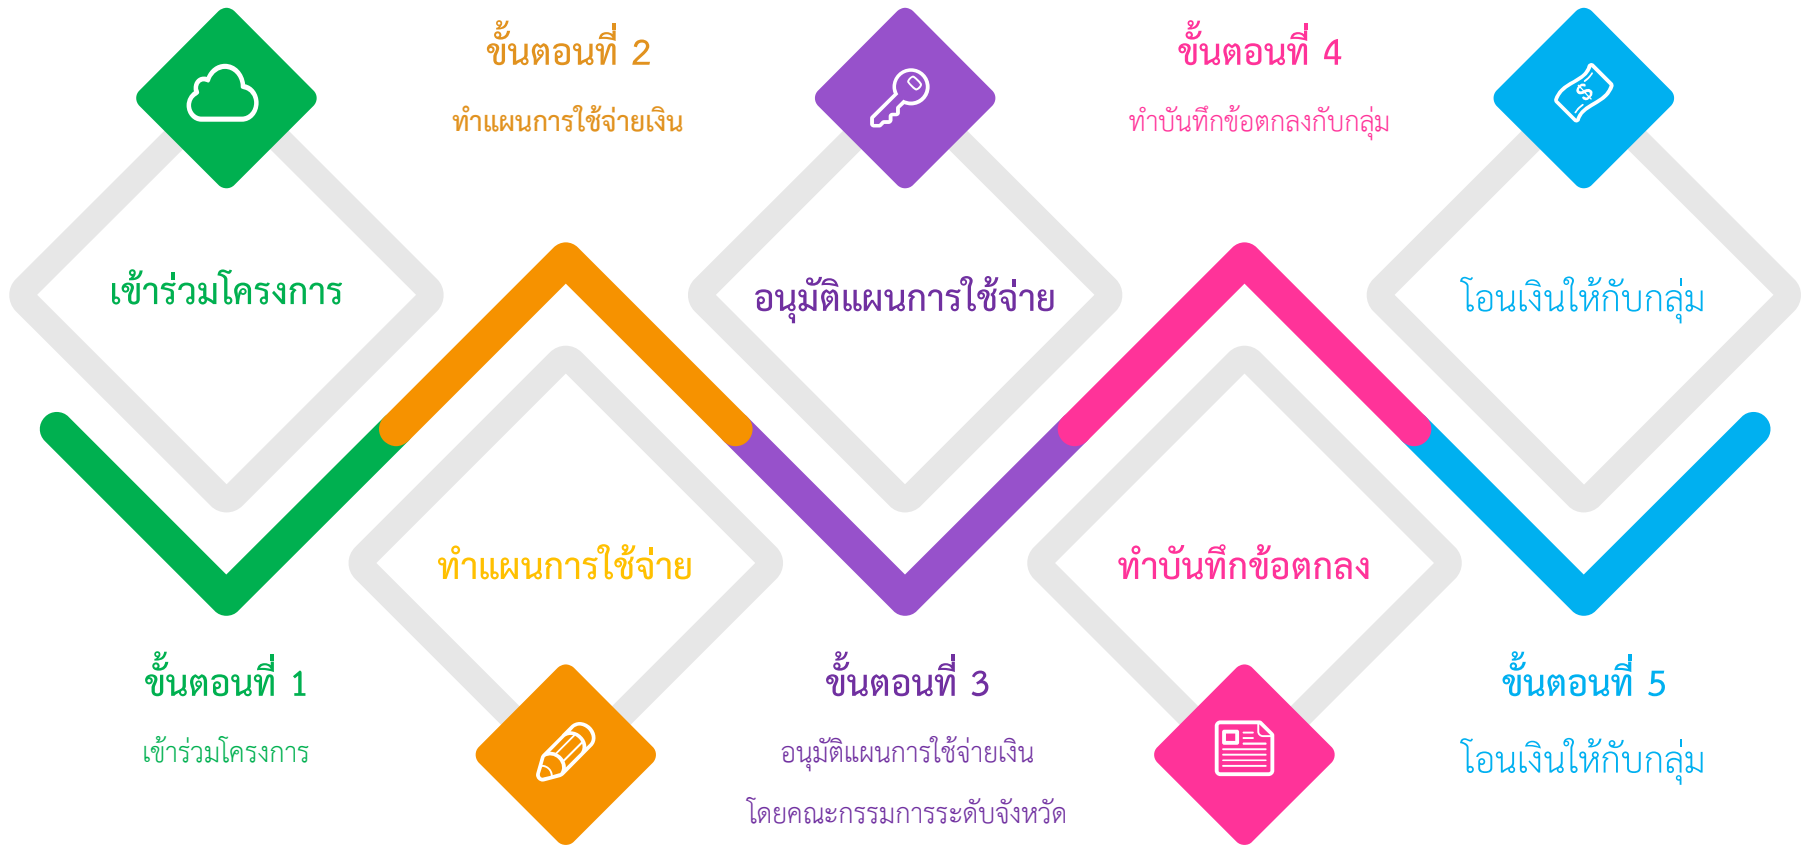 ขั้นตอนที่ 2
ทำแผนการใช้จ่ายเงิน
ขั้นตอนที่ 4
ทำบันทึกข้อตกลงกับกลุ่ม
เข้าร่วมโครงการ
อนุมัติแผนการใช้จ่าย
โอนเงินให้กับกลุ่ม
ทำแผนการใช้จ่าย
ทำบันทึกข้อตกลง
ขั้นตอนที่ 1
เข้าร่วมโครงการ
ขั้นตอนที่ 3
อนุมัติแผนการใช้จ่ายเงิน
โดยคณะกรรมการระดับจังหวัด
ขั้นตอนที่ 5
โอนเงินให้กับกลุ่ม